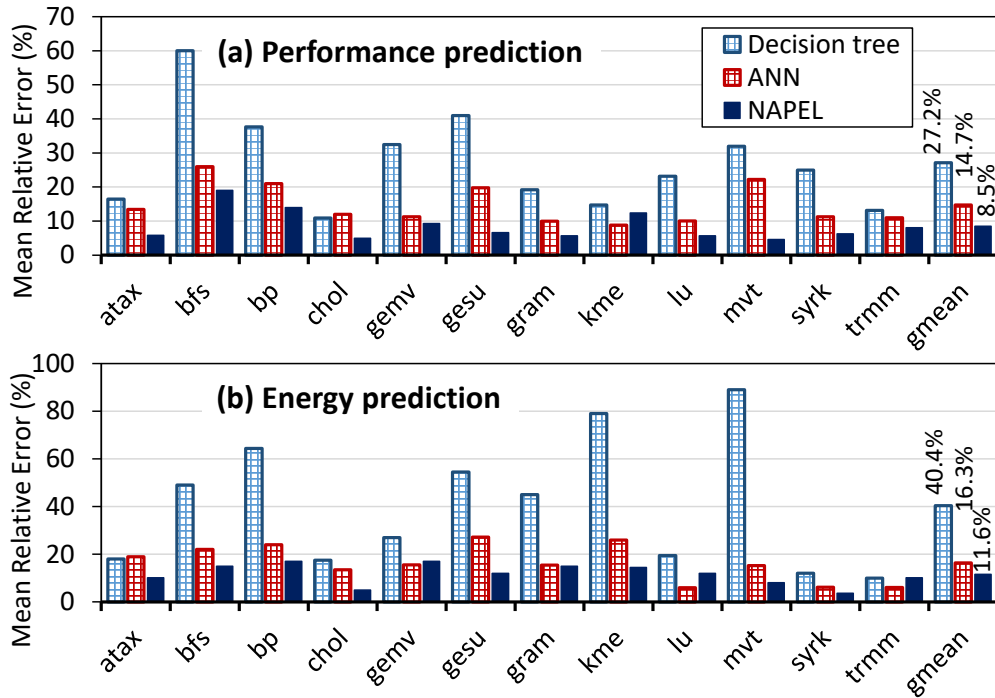 (a) Performance prediction
Mean Relative Error (%)
70
60
50
40
30
20
10
0
Decision tree
ANN
NAPEL
27.2%
14.7%
8.5%
atax
bfs
bp
chol
gemv
gesu
gram
kme
lu
mvt
syrk
trmm
gmean
(b) Energy prediction
Mean Relative Error (%)
100
80
60
40
20
0
40.4%
16.3%
11.6%
atax
bfs
bp
chol
gemv
gesu
gram
kme
lu
mvt
syrk
trmm
gmean